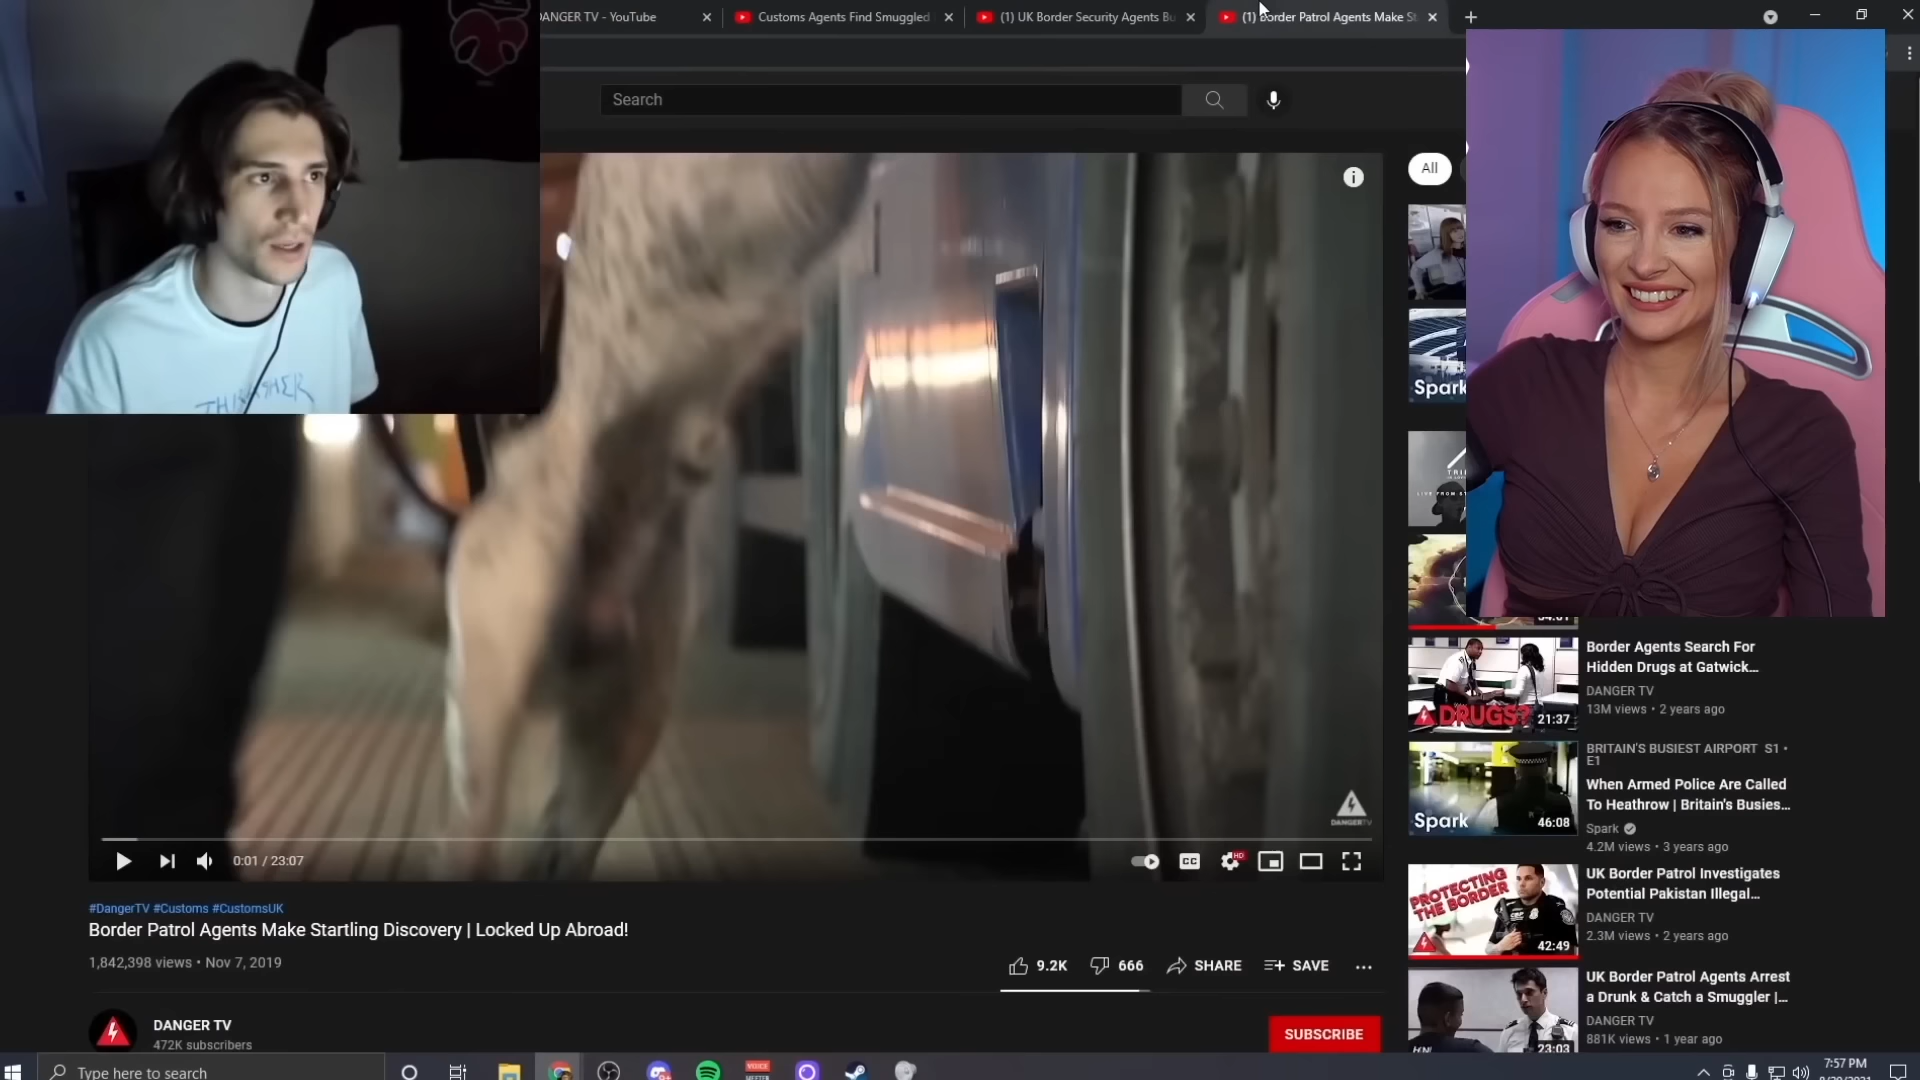 DANGER TV - YouTube
Customs Agents Find Smuggled
(1) UK Border Security Agents Bu
(1) Border Patrol Agents Make St
Search
All
THRASHER
Spark
DANGERTV
0:01 / 23:07
CC
HD
#DangerTV #Customs #CustomsUK
Border Patrol Agents Make Startling Discovery | Locked Up Abroad!
1,842,398 views • Nov 7, 2019
9.2K
666
SHARE
SAVE
DANGER TV
472K subscribers
SUBSCRIBE
DRUGS?
21:37
Border Agents Search For
Hidden Drugs at Gatwick...
DANGER TV
13M views • 2 years ago
Spark
46:08
BRITAIN'S BUSIEST AIRPORT S1 •
E1
When Armed Police Are Called
To Heathrow | Britain's Busies...
Spark
4.2M views • 3 years ago
PROTECTING
THE BORDER
42:49
UK Border Patrol Investigates
Potential Pakistan Illegal...
DANGER TV
2.3M views • 2 years ago
23:03
UK Border Patrol Agents Arrest
a Drunk & Catch a Smuggler |...
DANGER TV
881K views • 1 year ago
Type here to search
7:57 PM